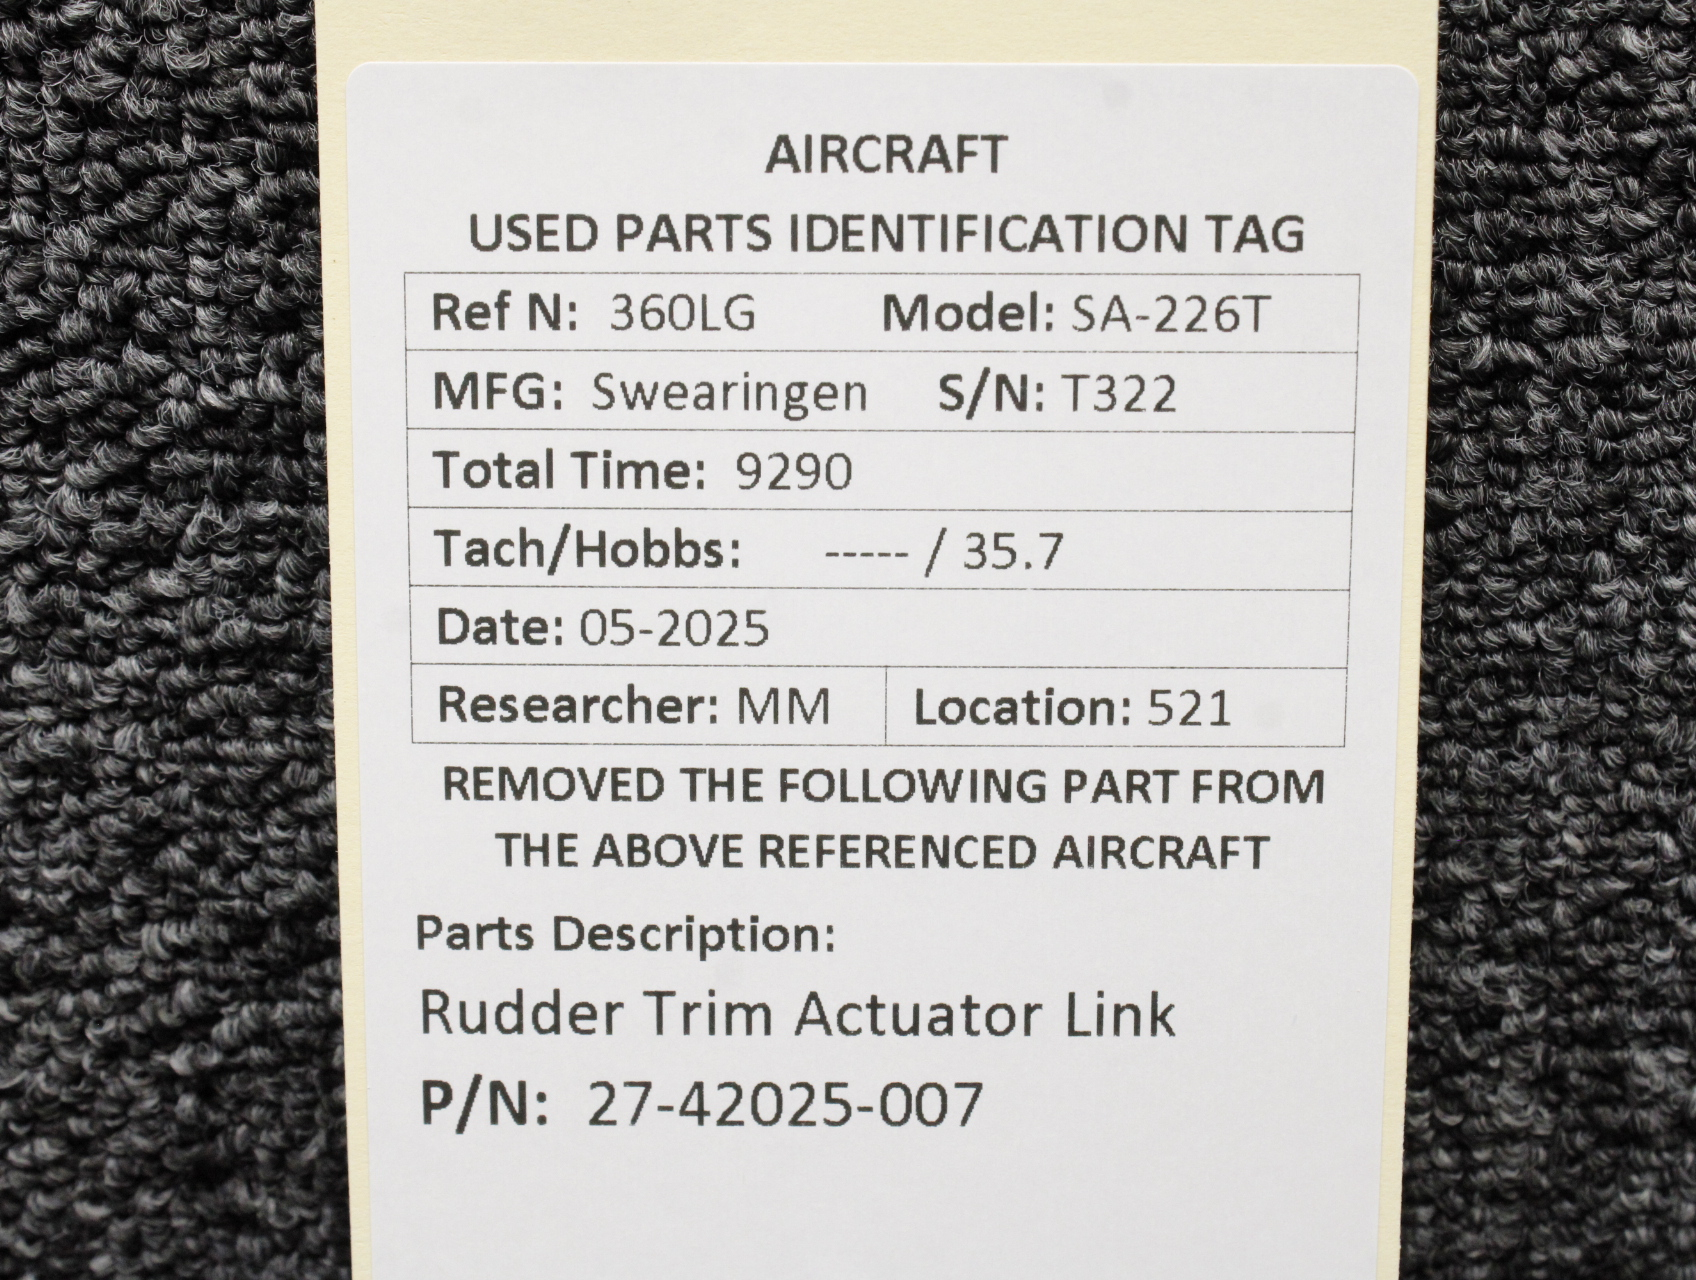 AIRCRAFT
USED PARTS IDENTIFICATION TAG
Ref N: 360LG Model: SA-226T
MFG: Swearingen S/N: T322
Total Time: 9290
Tach/Hobbs: ----- / 35.7
Date: 05-2025
Researcher: MM Location: 521
REMOVED THE FOLLOWING PART FROM
THE ABOVE REFERENCED AIRCRAFT
Parts Description:
Rudder Trim Actuator Link
P/N: 27-42025-007